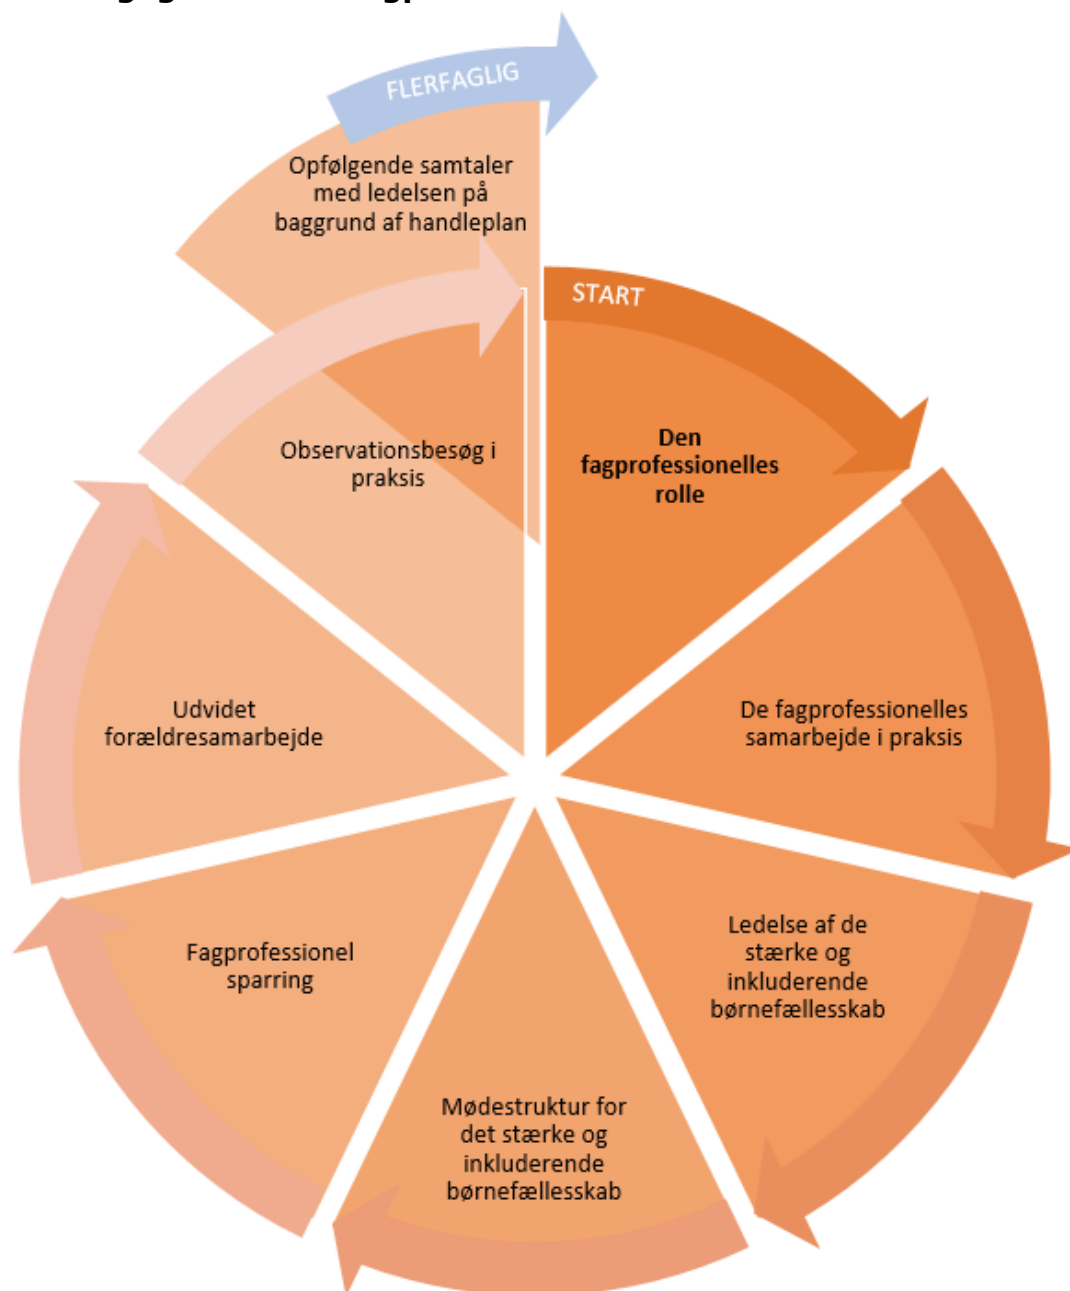 FLERFAGLIG
Opfølgende samtaler
med ledelsen på
baggrund af handleplan
START
Den
fagprofessionelles
rolle
De fagprofessionelles
samarbejde i praksis
Ledelse af de
stærke og
inkluderende
børnefællesskab
Mødestruktur for
det stærke og
inkluderende
børnefællesskab
Fagprofessionel
sparring
Udvidet
forældresamarbejde
Observationsbesøg i
praksis